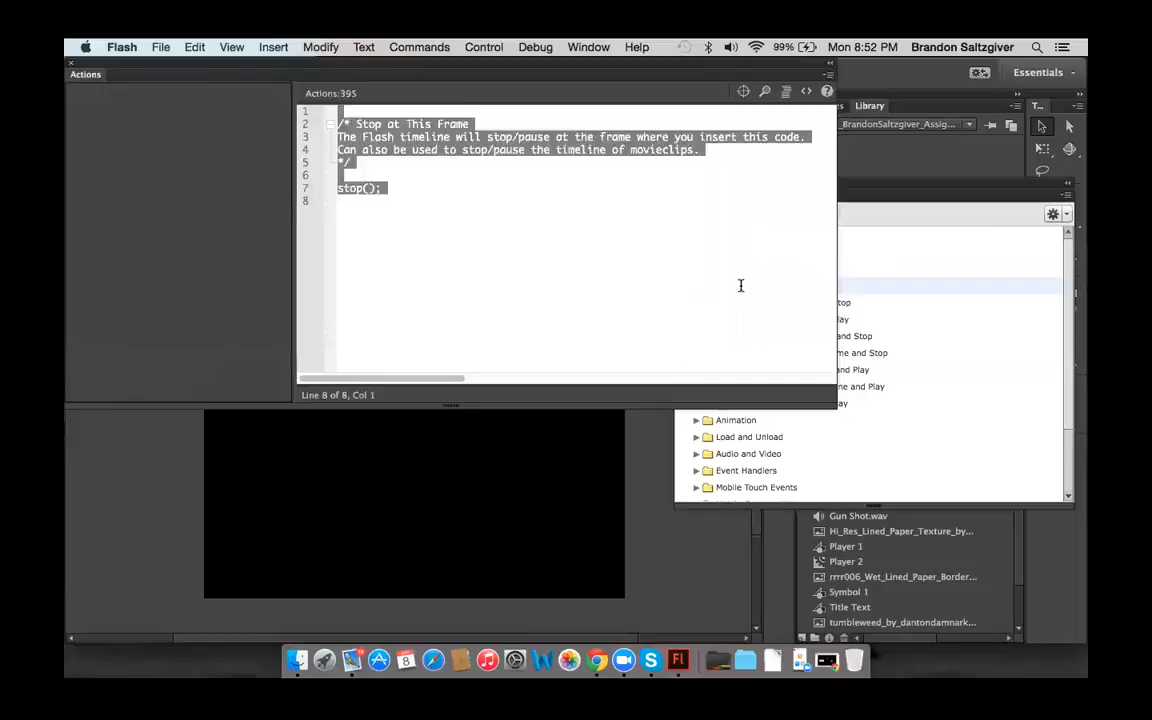 Flash File Edit View Insert Modify Text Commands Control Debug Window Help 99% Mon 8:52 PM Brandon Saltzgiver
Actions
Essentials
Actions:395
Library
T...
_BrandonSaltzgiver_Assig...
1
2 /* Stop at This Frame
3 The Flash timeline will stop/pause at the frame where you insert this code.
4 Can also be used to stop/pause the timeline of movieclips.
5 */
6
7 stop();
8
top
lay
and Stop
me and Stop
and Play
ne and Play
ay
Line 8 of 8, Col 1
Animation
Load and Unload
Audio and Video
Event Handlers
Mobile Touch Events
Gun Shot.wav
Hi_Res_Lined_Paper_Texture_by...
Player 1
Player 2
rrrr006_Wet_Lined_Paper_Border...
Symbol 1
Title Text
tumbleweed_by_dantondamnark...
8
Fl